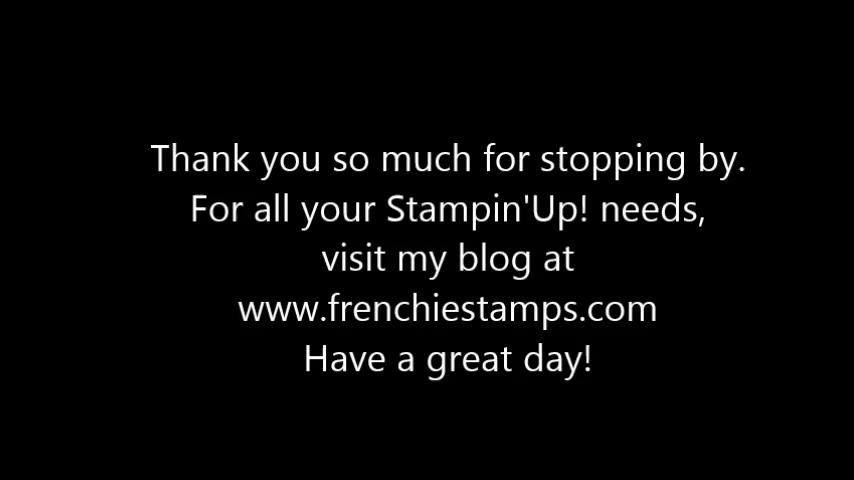 Thank you so much for stopping by.
For all your Stampin'Up! needs,
visit my blog at
www.frenchiestamps.com
Have a great day!